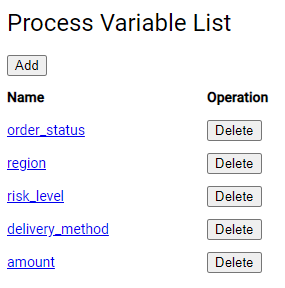 Process Variable List
Add
Name Operation
order_status Delete
region Delete
risk_level Delete
delivery_method Delete
amount Delete